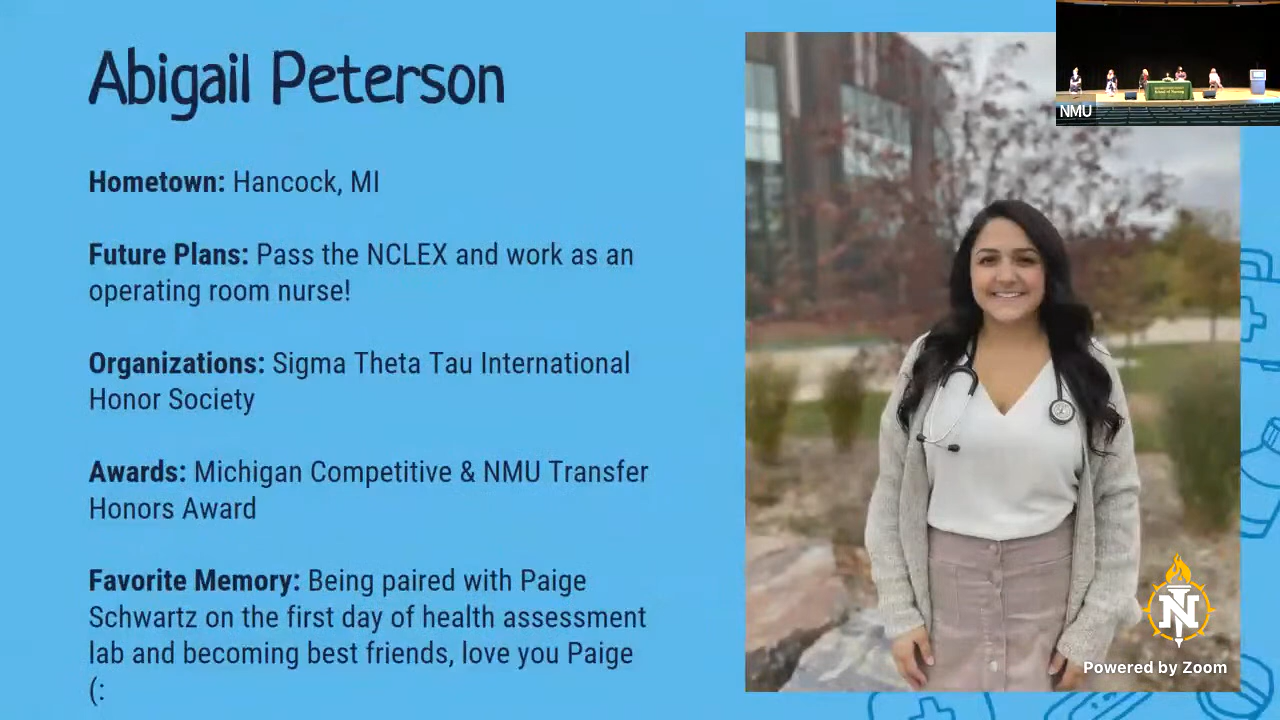 Abigail Peterson
Hometown: Hancock, MI
Future Plans: Pass the NCLEX and work as an
operating room nurse!
Organizations: Sigma Theta Tau International
Honor Society
Awards: Michigan Competitive & NMU Transfer
Honors Award
Favorite Memory: Being paired with Paige
Schwartz on the first day of health assessment
lab and becoming best friends, love you Paige
(:
NMU
School of Nursing
N
Powered by Zoom